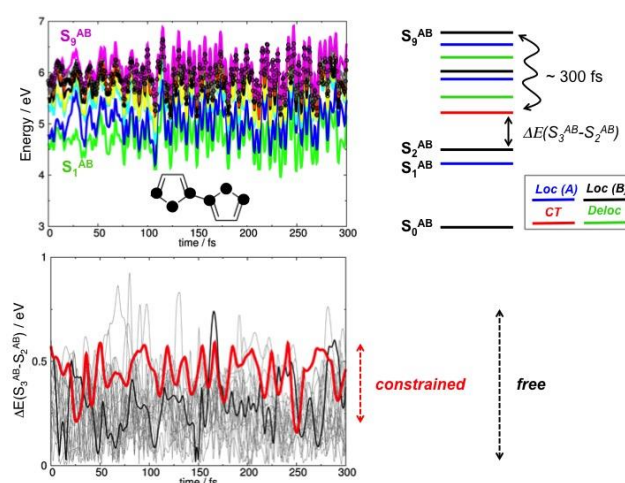 S₉ᴬᴮ
S₁ᴬᴮ
Energy / eV
7
6
5
4
3
0 50 100 150 200 250 300
time / fs
S₉ᴬᴮ
~ 300 fs
ΔE(S₃ᴬᴮ-S₂ᴬᴮ)
S₂ᴬᴮ
S₁ᴬᴮ
S₀ᴬᴮ
Loc (A) Loc (B)
CT Deloc
ΔE(S₃ᴬᴮ-S₂ᴬᴮ) / eV
1
0.5
0
0 50 100 150 200 250 300
time / fs
constrained
free